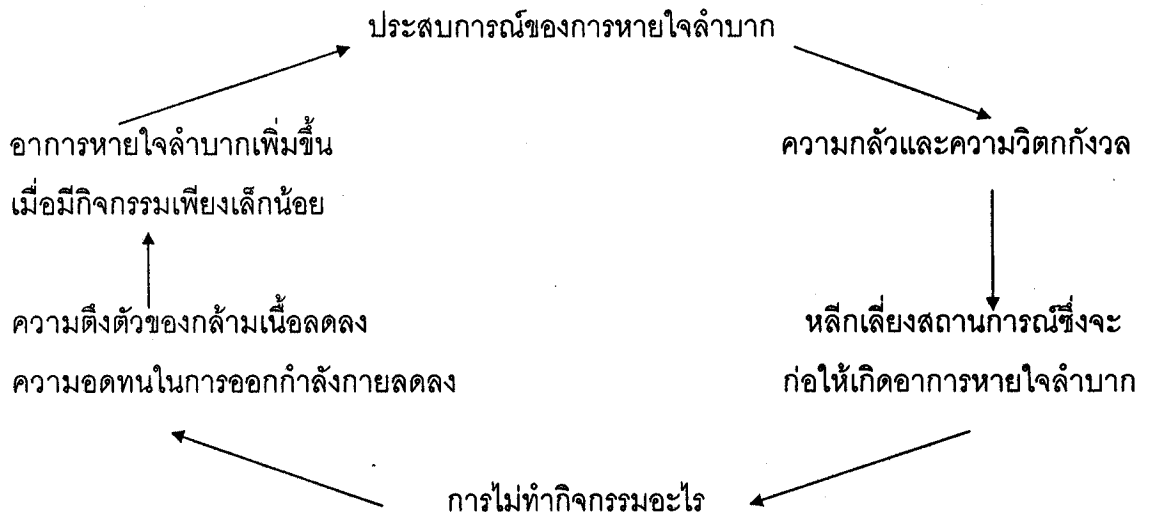 ประสบการณ์ของการหายใจลำบาก
ความกลัวและความวิตกกังวล
หลีกเลี่ยงสถานการณ์ซึ่งจะ
ก่อให้เกิดอาการหายใจลำบาก
การไม่ทำกิจกรรมอะไร
ความตึงตัวของกล้ามเนื้อลดลง
ความอดทนในการออกกำลังกายลดลง
อาการหายใจลำบากเพิ่มขึ้น
เมื่อมีกิจกรรมเพียงเล็กน้อย